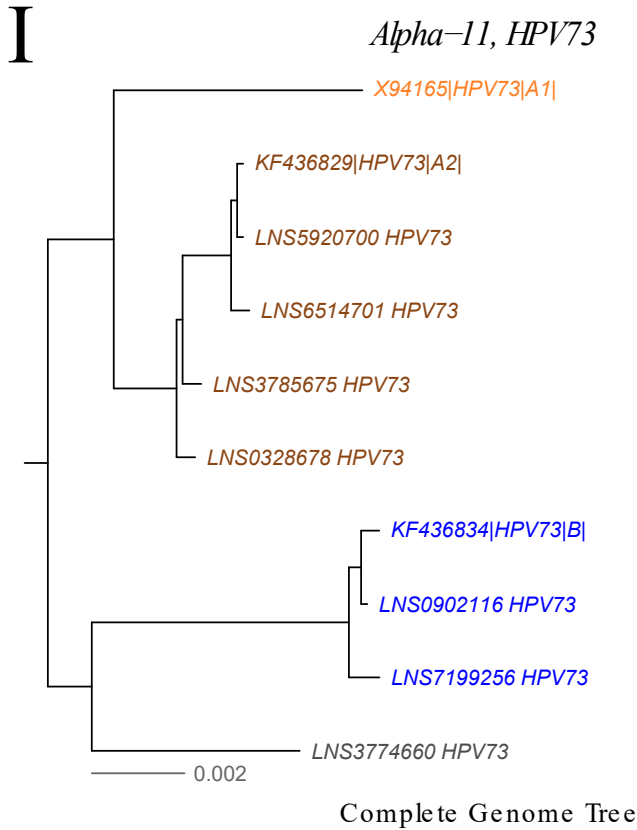 I
Alpha−11, HPV73
X94165|HPV73|A1|
KF436829|HPV73|A2|
LNS5920700 HPV73
LNS6514701 HPV73
LNS3785675 HPV73
LNS0328678 HPV73
KF436834|HPV73|B|
LNS0902116 HPV73
LNS7199256 HPV73
LNS3774660 HPV73
0.002
Complete Genome Tree